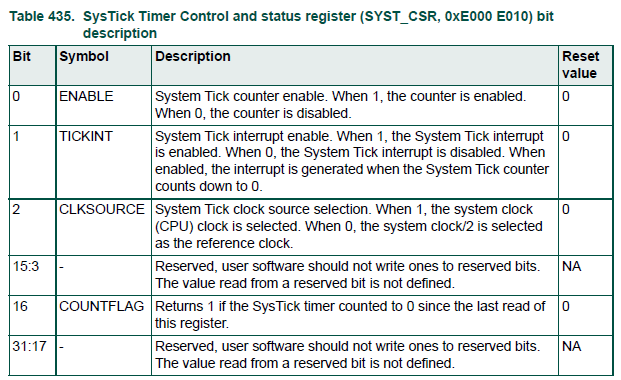 Table 435. SysTick Timer Control and status register (SYST_CSR, 0xE000 E010) bit
description
Bit Symbol Description Reset
value
0 ENABLE System Tick counter enable. When 1, the counter is enabled. 0
When 0, the counter is disabled.
1 TICKINT System Tick interrupt enable. When 1, the System Tick interrupt 0
is enabled. When 0, the System Tick interrupt is disabled. When
enabled, the interrupt is generated when the System Tick counter
counts down to 0.
2 CLKSOURCE System Tick clock source selection. When 1, the system clock 0
(CPU) clock is selected. When 0, the system clock/2 is selected
as the reference clock.
15:3 - Reserved, user software should not write ones to reserved bits. NA
The value read from a reserved bit is not defined.
16 COUNTFLAG Returns 1 if the SysTick timer counted to 0 since the last read of 0
this register.
31:17 - Reserved, user software should not write ones to reserved bits. NA
The value read from a reserved bit is not defined.